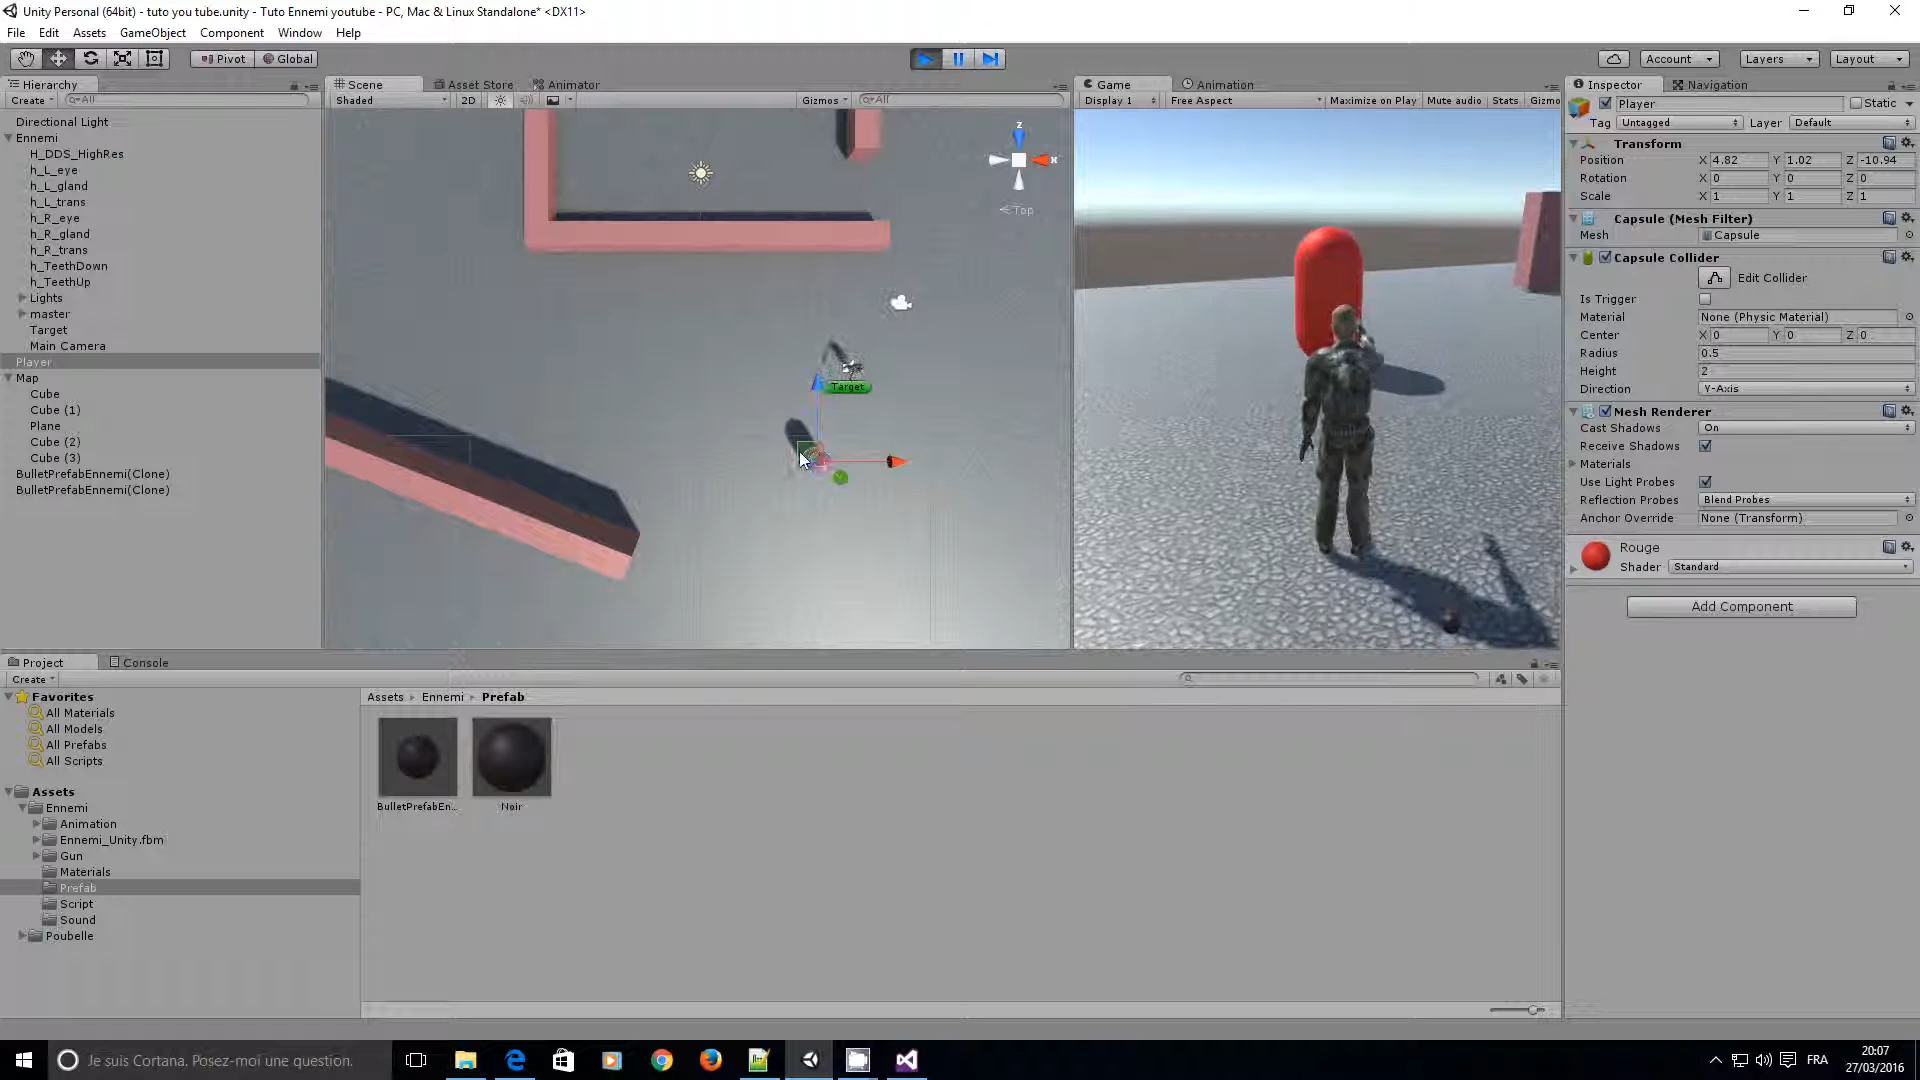 Unity Personal (64bit) - tuto you tube.unity - Tuto Ennemi youtube - PC, Mac & Linux Standalone* <DX11>
File Edit Assets GameObject Component Window Help
Pivot Global Account Layers Layout
Hierarchy
Create All
Directional Light
Ennemi
H_DDS_HighRes
h_L_eye
h_L_gland
h_L_trans
h_R_eye
h_R_gland
h_R_trans
h_TeethDown
h_TeethUp
Lights
master
Target
Main Camera
Player
Map
Cube
Cube (1)
Plane
Cube (2)
Cube (3)
BulletPrefabEnnemi(Clone)
BulletPrefabEnnemi(Clone)
Scene Asset Store Animator
Shaded 2D Gizmos All
z
x
Top
Target
Game Animation
Display 1 Free Aspect Maximize on Play Mute audio Stats Gizmo
Inspector Navigation
Player Static
Tag Untagged Layer Default
Transform
Position X 4.82 Y 1.02 Z -10.94
Rotation X 0 Y 0 Z 0
Scale X 1 Y 1 Z 1
Capsule (Mesh Filter)
Mesh Capsule
Capsule Collider
Edit Collider
Is Trigger
Material None (Physic Material)
Center X 0 Y 0 Z 0
Radius 0.5
Height 2
Direction Y-Axis
Mesh Renderer
Cast Shadows On
Receive Shadows
Materials
Use Light Probes
Reflection Probes Blend Probes
Anchor Override None (Transform)
Rouge
Shader Standard
Add Component
Project Console
Create
Favorites
All Materials
All Models
All Prefabs
All Scripts
Assets
Ennemi
Animation
Ennemi_Unity.fbm
Gun
Materials
Prefab
Script
Sound
Poubelle
Assets Ennemi Prefab
BulletPrefabEn...
Noir
Je suis Cortana. Posez-moi une question.
FRA
20:07
27/03/2016